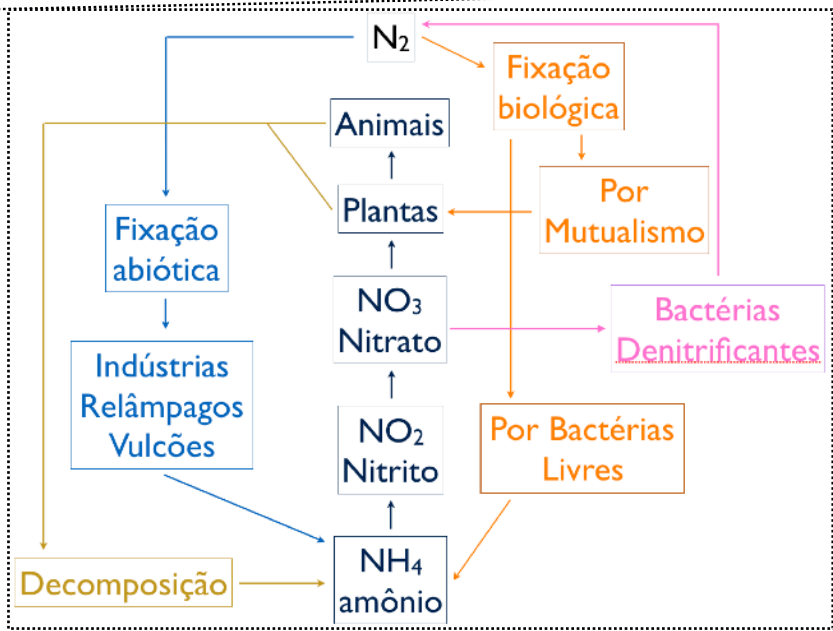 N₂
Fixação
biológica
Animais
Por
Mutualismo
Plantas
Fixação
abiótica
NO₃
Nitrato
Bactérias
Denitrificantes
Indústrias
Relâmpagos
Vulcões
NO₂
Nitrito
Por Bactérias
Livres
NH₄
amônio
Decomposição